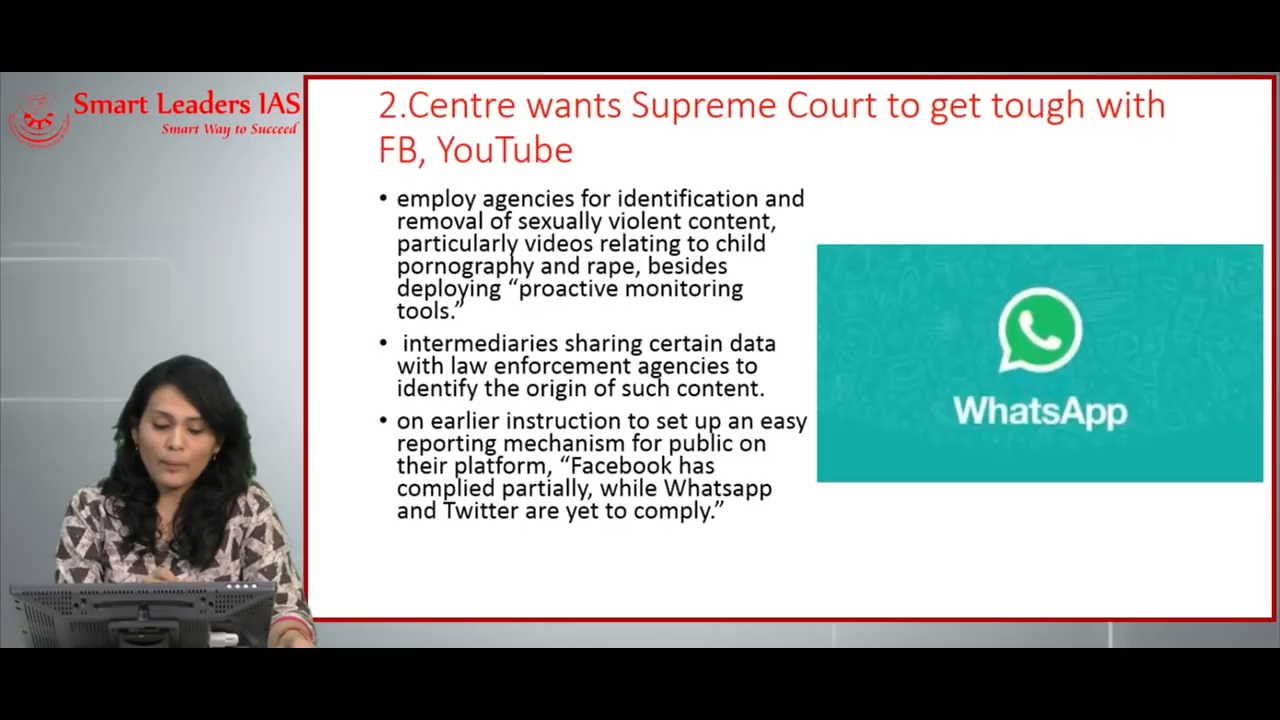 Smart Leaders IAS
Smart Way to Succeed
2.Centre wants Supreme Court to get tough with
FB, YouTube
• employ agencies for identification and
removal of sexually violent content,
particularly videos relating to child
pornography and rape, besides
deploying “proactive monitoring
tools.”
• intermediaries sharing certain data
with law enforcement agencies to
identify the origin of such content.
• on earlier instruction to set up an easy
reporting mechanism for public on
their platform, “Facebook has
complied partially, while Whatsapp
and Twitter are yet to comply.”
WhatsApp